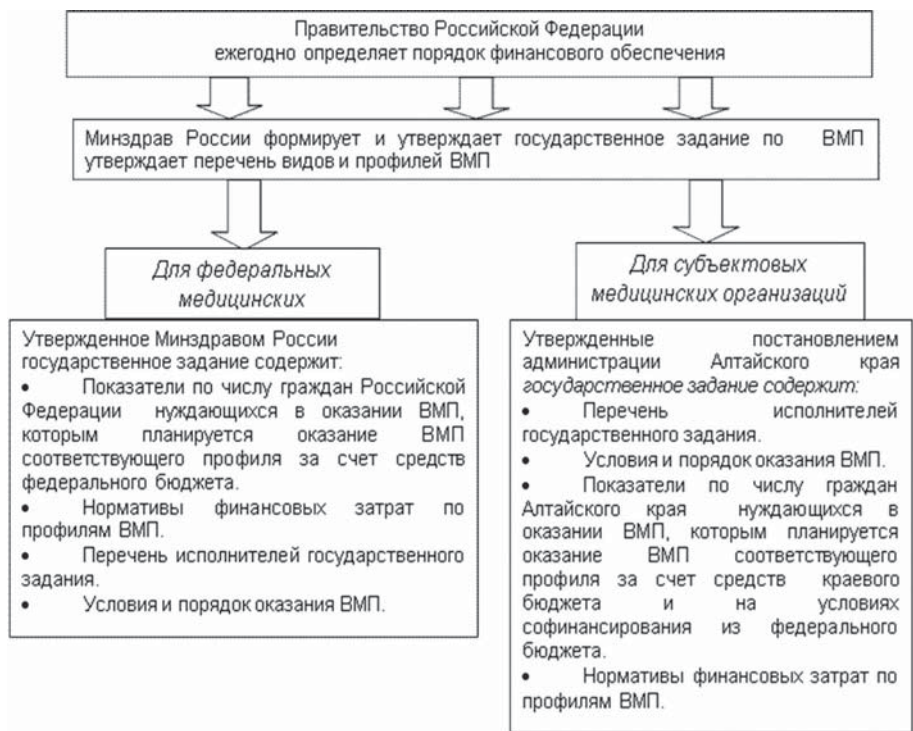 Правительство Российской Федерации
ежегодно определяет порядок финансового обеспечения
Минздрав России формирует и утверждает государственное задание по ВМП
утверждает перечень видов и профилей ВМП
Для федеральных
медицинских
Утвержденное Минздравом России
государственное задание содержит:
• Показатели по числу граждан Российской
Федерации нуждающихся в оказании ВМП,
которым планируется оказание ВМП
соответствующего профиля за счет средств
федерального бюджета.
• Нормативы финансовых затрат по
профилям ВМП.
• Перечень исполнителей государственного
задания.
• Условия и порядок оказания ВМП.
Для субъектовых
медицинских организаций
Утвержденные постановлением
администрации Алтайского края
государственное задание содержит:
• Перечень исполнителей
государственного задания.
• Условия и порядок оказания ВМП.
• Показатели по числу граждан
Алтайского края нуждающихся в
оказании ВМП, которым планируется
оказание ВМП соответствующего
профиля за счет средств краевого
бюджета и на условиях
софинансирования из федерального
бюджета.
• Нормативы финансовых затрат по
профилям ВМП.